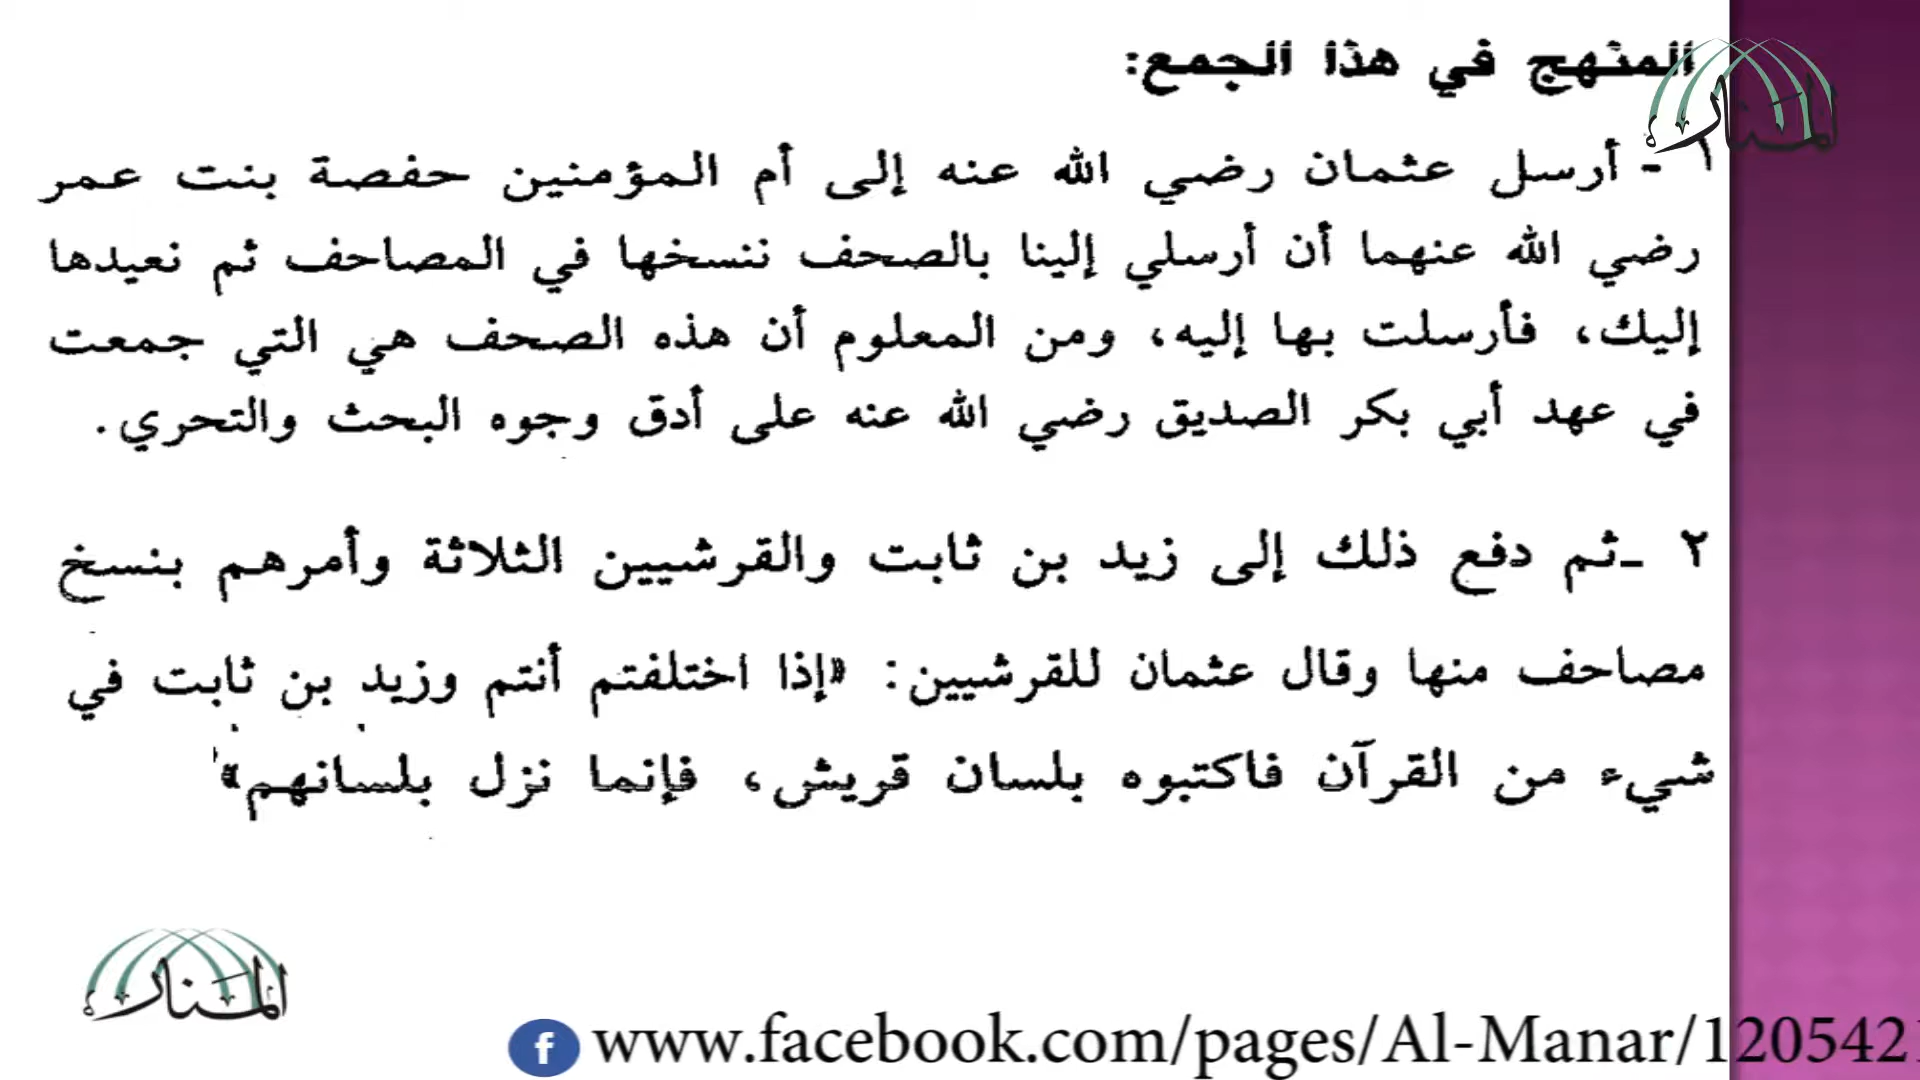 المنهج في هذا الجمع:
١ - أرسل عثمان رضي الله عنه إلى أم المؤمنين حفصة بنت عمر
رضي الله عنهما أن أرسلي إلينا بالصحف ننسخها في المصاحف ثم نعيدها
إليك، فأرسلت بها إليه، ومن المعلوم أن هذه الصحف هي التي جمعت
في عهد أبي بكر الصديق رضي الله عنه على أدق وجوه البحث والتحري.
٢ - ثم دفع ذلك إلى زيد بن ثابت والقرشيين الثلاثة وأمرهم بنسخ
مصاحف منها وقال عثمان للقرشيين: «إذا اختلفتم أنتم وزيد بن ثابت في
شيء من القرآن فاكتبوه بلسان قريش، فإنما نزل بلسانهم»
المنار
المنار
www.facebook.com/pages/Al-Manar/120542